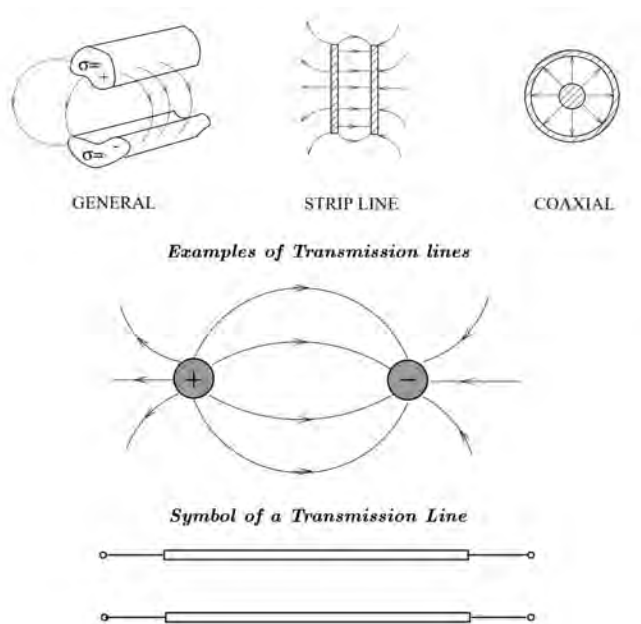 σ= +
σ= -
GENERAL STRIP LINE COAXIAL
Examples of Transmission lines
+ −
Symbol of a Transmission Line